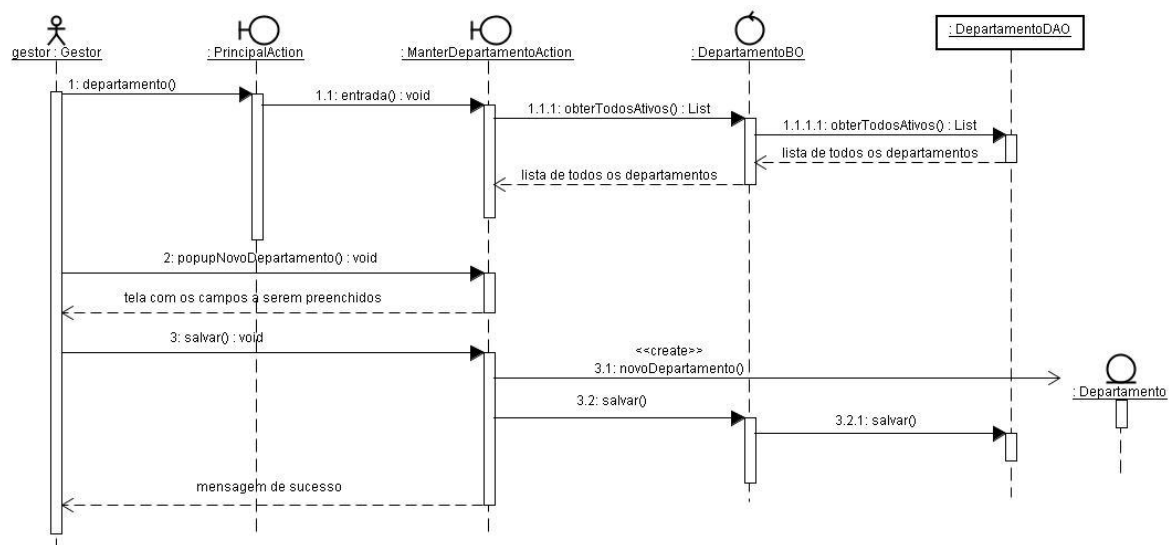 gestor : Gestor
: PrincipalAction
: ManterDepartamentoAction
: DepartamentoBO
: DepartamentoDAO
1: departamento()
1.1: entrada() : void
1.1.1: obterTodosAtivos() : List
1.1.1.1: obterTodosAtivos() : List
lista de todos os departamentos
lista de todos os departamentos
2: popupNovoDepartamento() : void
tela com os campos a serem preenchidos
3: salvar() : void
<<create>>
3.1: novoDepartamento()
: Departamento
3.2: salvar()
3.2.1: salvar()
mensagem de sucesso